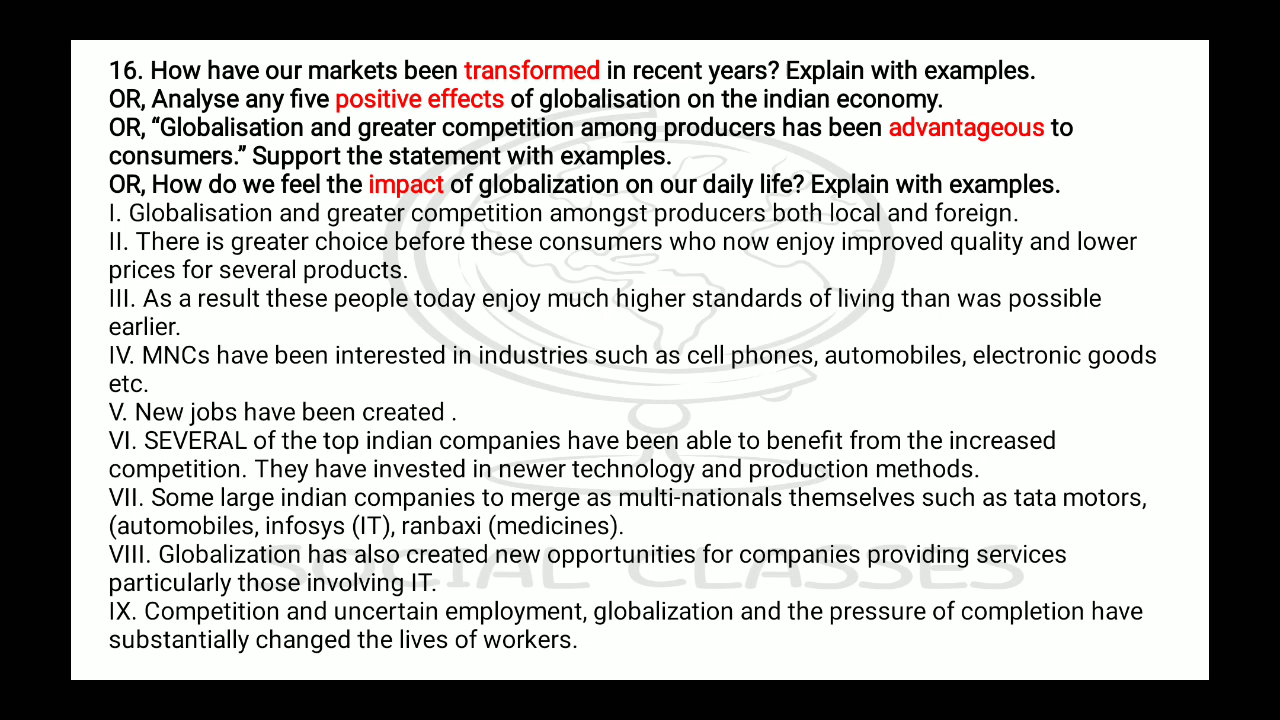 16. How have our markets been transformed in recent years? Explain with examples.
OR, Analyse any five positive effects of globalisation on the indian economy.
OR, “Globalisation and greater competition among producers has been advantageous to
consumers.” Support the statement with examples.
OR, How do we feel the impact of globalization on our daily life? Explain with examples.
I. Globalisation and greater competition amongst producers both local and foreign.
II. There is greater choice before these consumers who now enjoy improved quality and lower
prices for several products.
III. As a result these people today enjoy much higher standards of living than was possible
earlier.
IV. MNCs have been interested in industries such as cell phones, automobiles, electronic goods
etc.
V. New jobs have been created .
VI. SEVERAL of the top indian companies have been able to benefit from the increased
competition. They have invested in newer technology and production methods.
VII. Some large indian companies to merge as multi-nationals themselves such as tata motors,
(automobiles, infosys (IT), ranbaxi (medicines).
VIII. Globalization has also created new opportunities for companies providing services
particularly those involving IT.
SOCIAL CLASSES
IX. Competition and uncertain employment, globalization and the pressure of completion have
substantially changed the lives of workers.